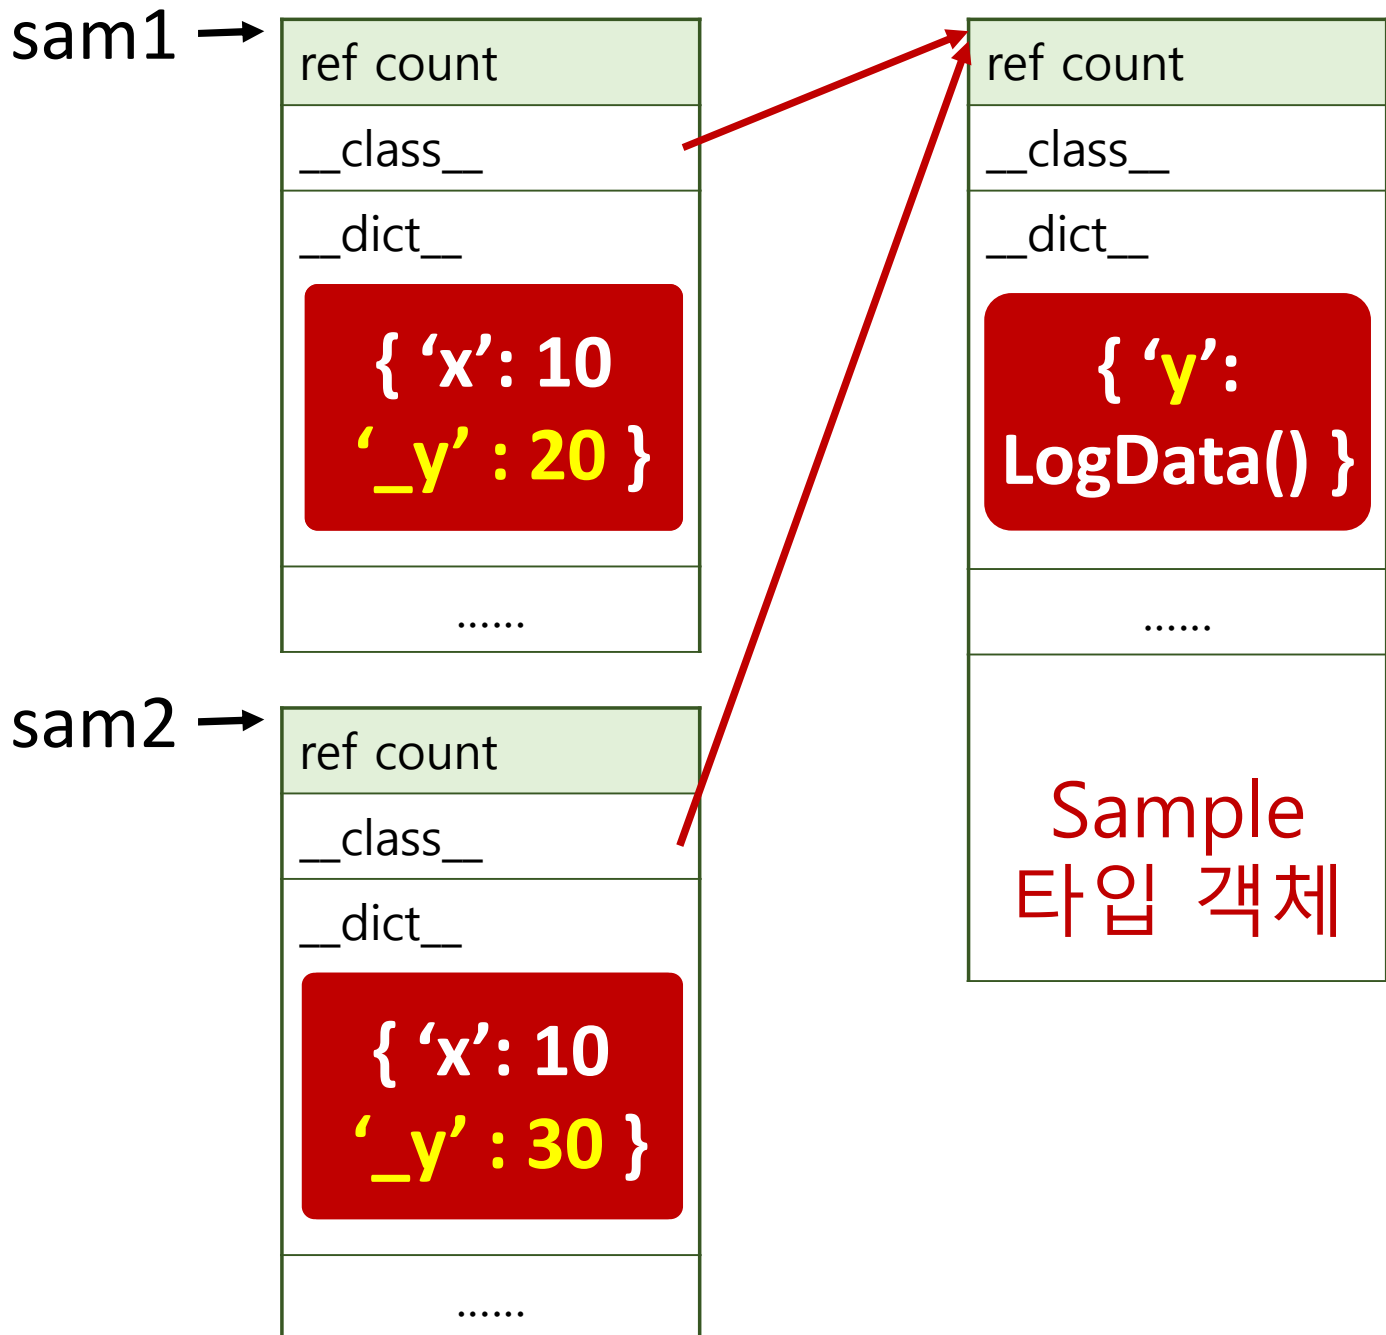 sam1
ref count
__class__
__dict__
{ ‘x’: 10
‘_y’ : 20 }
......
sam2
ref count
__class__
__dict__
{ ‘x’: 10
‘_y’ : 30 }
......
ref count
__class__
__dict__
{ ‘y’:
LogData() }
......
Sample
타입 객체